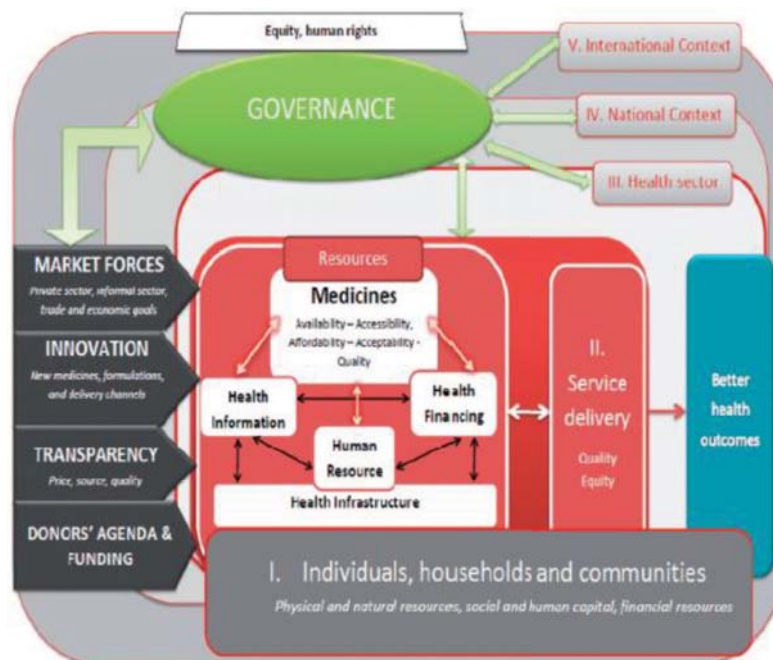 Equity, human rights
GOVERNANCE
V. International Context
IV. National Context
III. Health sector
MARKET FORCES
Private sector, informal sector,
trade and economic goals
INNOVATION
New medicines, formulations,
and delivery channels
TRANSPARENCY
Price, source, quality
DONORS' AGENDA &
FUNDING
Resources
Medicines
Availability – Accessibility,
Affordability – Acceptability -
Quality
Health
Information
Health
Financing
Human
Resource
Health Infrastructure
II.
Service
delivery
Quality
Equity
Better
health
outcomes
I. Individuals, households and communities
Physical and natural resources, social and human capital, financial resources